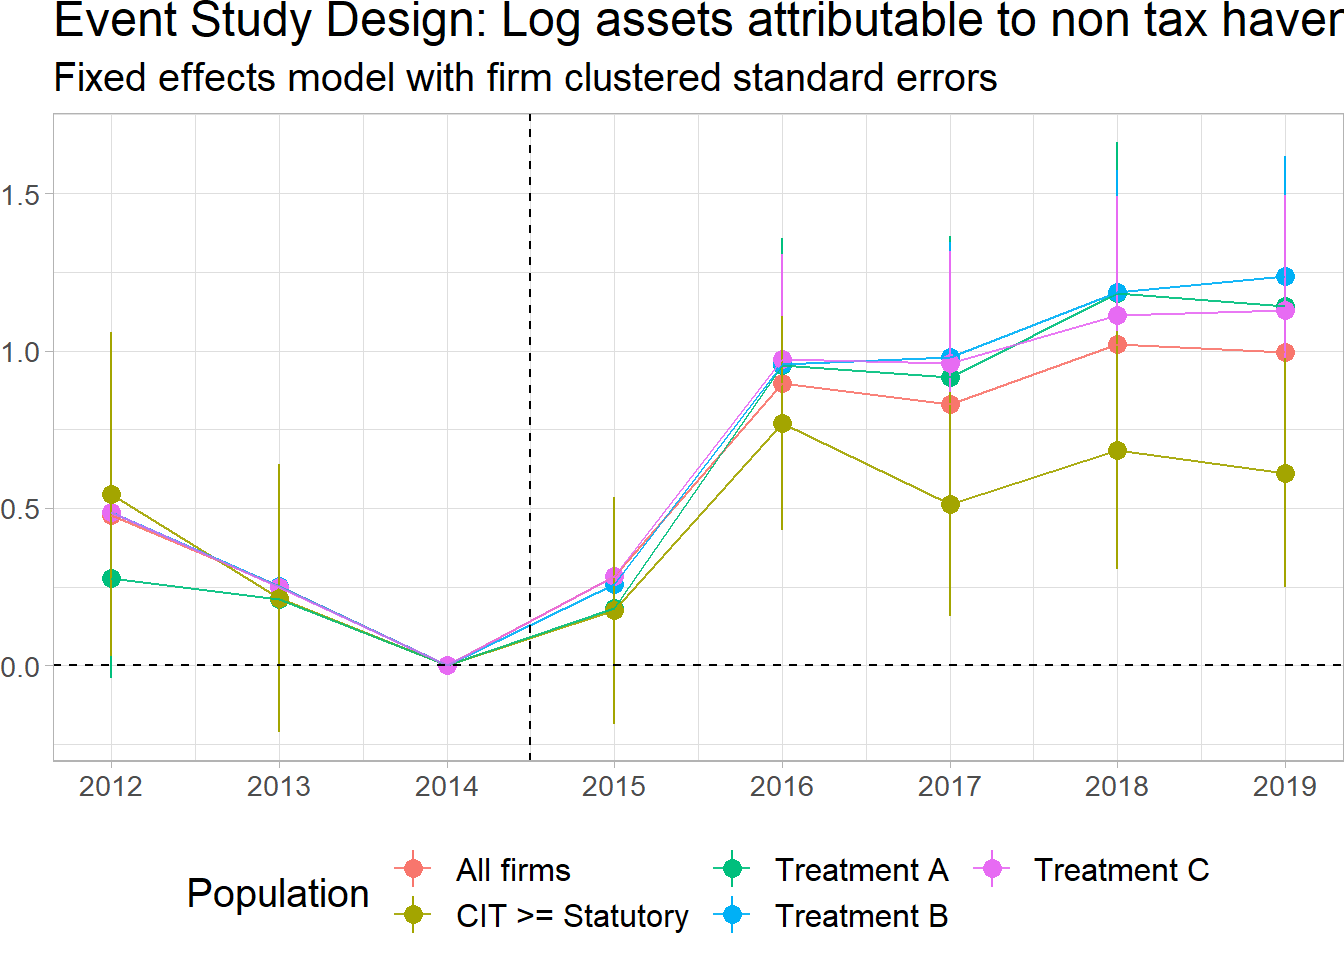 Event Study Design: Log assets attributable to non tax haven
Fixed effects model with firm clustered standard errors
1.5
1.0
0.5
0.0
2012 2013 2014 2015 2016 2017 2018 2019
Population
All firms
CIT >= Statutory
Treatment A
Treatment B
Treatment C